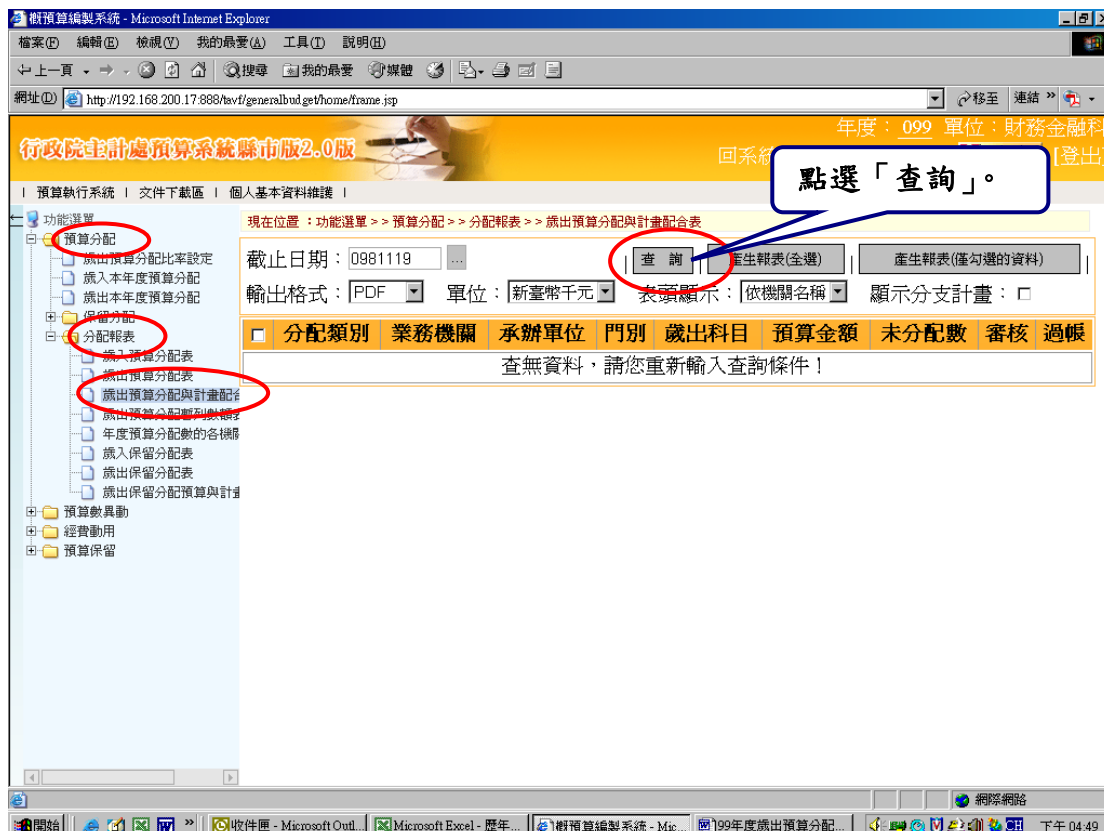 概預算編製系統 - Microsoft Internet Explorer
檔案(F) 編輯(E) 檢視(V) 我的最愛(A) 工具(T) 說明(H)
上一頁 搜尋 我的最愛 媒體
網址(D) http://192.168.200.17:888/tavf/generalbudget/home/frame.jsp 移至 連結 »
行政院主計處預算系統縣市版2.0版
年度：099 單位：財務金融科
回系 [登出]
點選「查詢」。
| 預算執行系統 | 文件下載區 | 個人基本資料維護 |
功能選單
預算分配
歲出預算分配比率設定
歲入本年度預算分配
歲出本年度預算分配
保留分配
分配報表
歲入預算分配表
歲出預算分配表
歲出預算分配與計畫配合
歲出預算分配暫列數額表
年度預算分配數的各機關
歲入保留分配表
歲出保留分配表
歲出保留分配預算與計畫
預算數異動
經費動用
預算保留
現在位置 ：功能選單 >> 預算分配 >> 分配報表 >> 歲出預算分配與計畫配合表
截止日期： 0981119 ... | 查 詢 | 產生報表(全選) | 產生報表(僅勾選的資料) |
輸出格式： PDF 單位： 新臺幣千元 表頭顯示： 依機關名稱 顯示分支計畫：
分配類別 業務機關 承辦單位 門別 歲出科目 預算金額 未分配數 審核 過帳
查無資料，請您重新輸入查詢條件！
網際網路
開始 » 收件匣 - Microsoft Outl... Microsoft Excel - 歷年... 概預算編製系統 - Mic... 99年度歲出預算分配... 下午 04:49